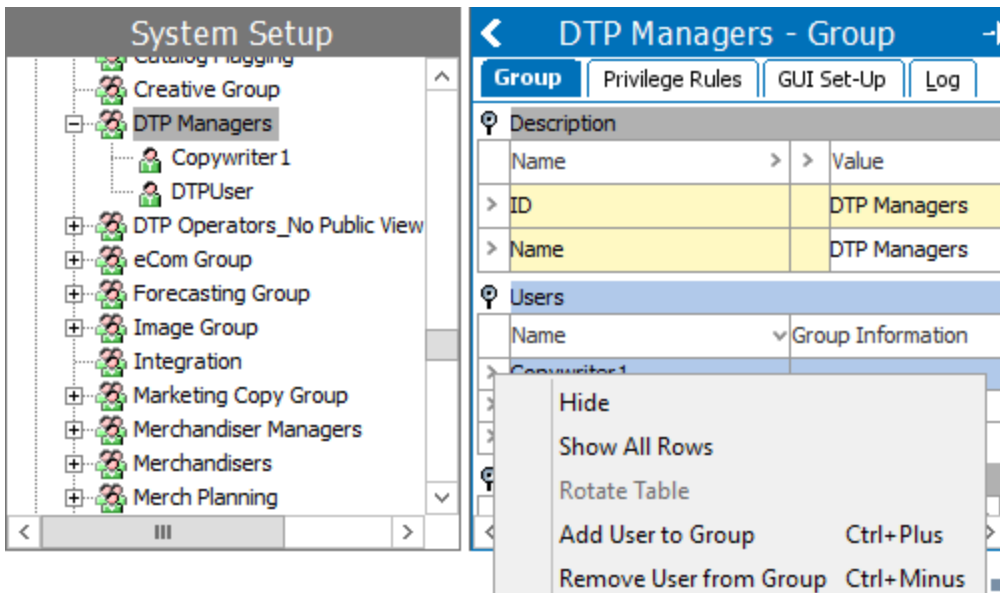 System Setup
Catalog Flagging
Creative Group
DTP Managers
Copywriter1
DTPUser
DTP Operators_No Public View
eCom Group
Forecasting Group
Image Group
Integration
Marketing Copy Group
Merchandiser Managers
Merchandisers
Merch Planning
DTP Managers - Group
Group Privilege Rules GUI Set-Up Log
Description
Name > > Value
> ID DTP Managers
> Name DTP Managers
Users
Name Group Information
Copywriter1
Hide
Show All Rows
Rotate Table
Add User to Group Ctrl+Plus
Remove User from Group Ctrl+Minus